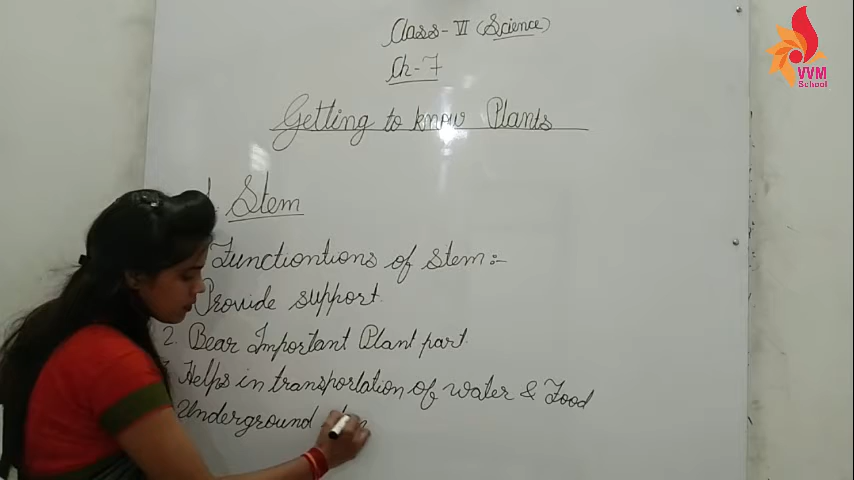 Class - VI (Science)
Ch - 7
Getting to know Plants
Stem
Functiontions of stem :-
Provide support
2. Bear Important Plant part
Helps in transportation of water & Food
Underground
VVM
School